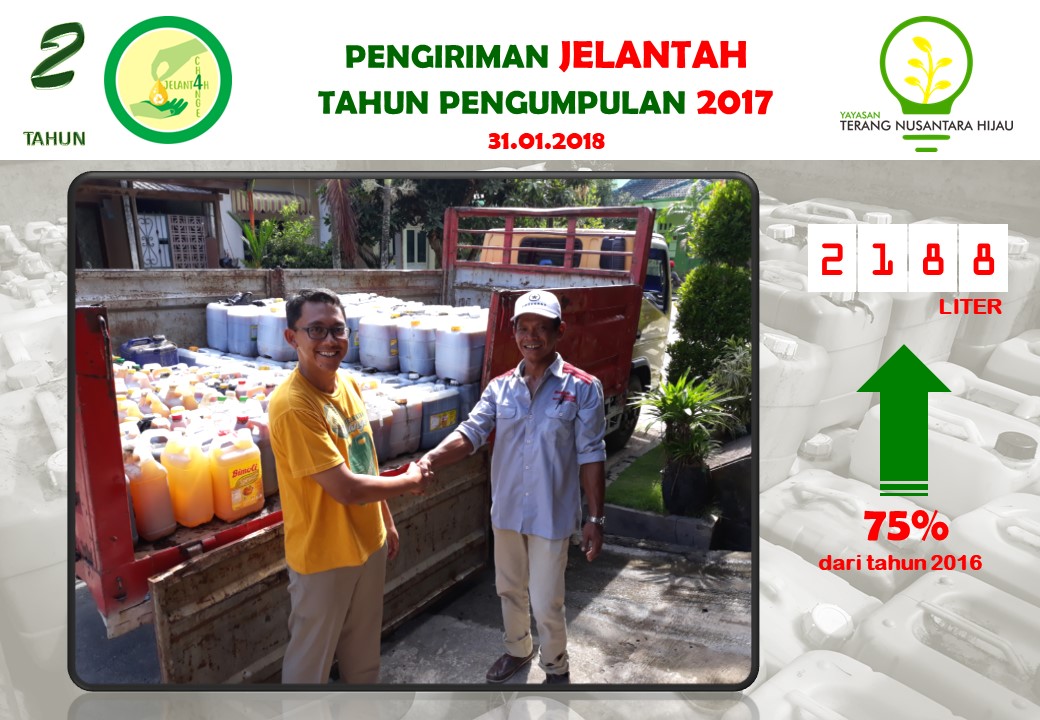 2
TAHUN
JELANT4H
CH4NGE
PENGIRIMAN JELANTAH
TAHUN PENGUMPULAN 2017
31.01.2018
YAYASAN
TERANG NUSANTARA HIJAU
2188
LITER
75%
dari tahun 2016
Bimoli